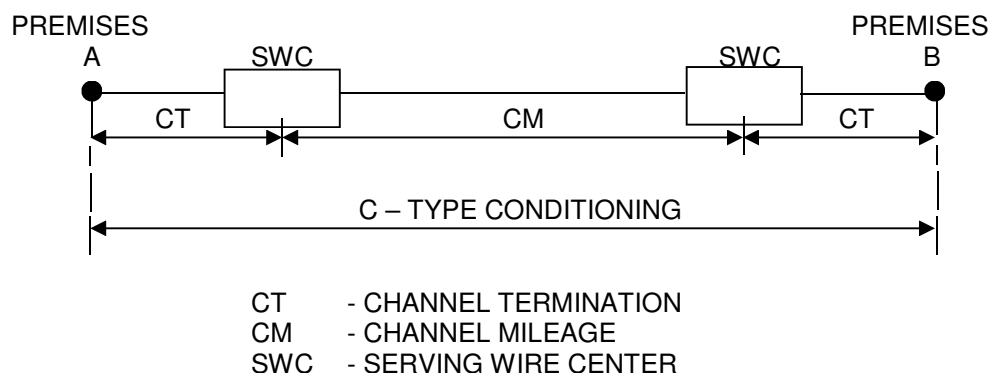 PREMISES PREMISES
A SWC SWC B
CT CM CT
C – TYPE CONDITIONING
CT - CHANNEL TERMINATION
CM - CHANNEL MILEAGE
SWC - SERVING WIRE CENTER